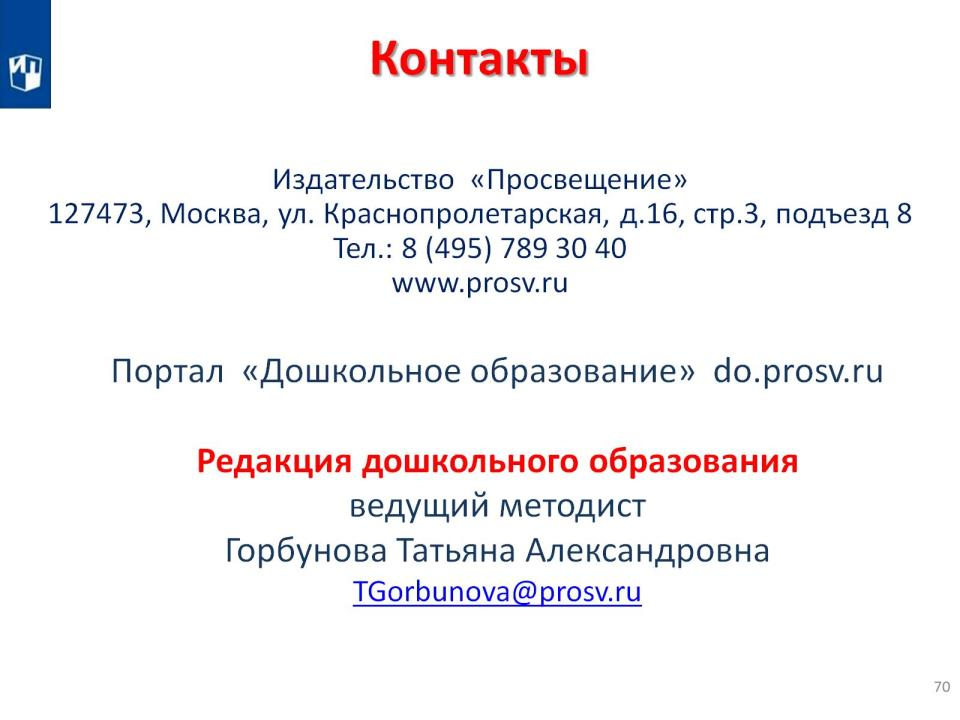 Контакты
Издательство «Просвещение»
127473, Москва, ул. Краснопролетарская, д.16, стр.3, подъезд 8
Тел.: 8 (495) 789 30 40
www.prosv.ru
Портал «Дошкольное образование» do.prosv.ru
Редакция дошкольного образования
ведущий методист
Горбунова Татьяна Александровна
TGorbunova@prosv.ru
70